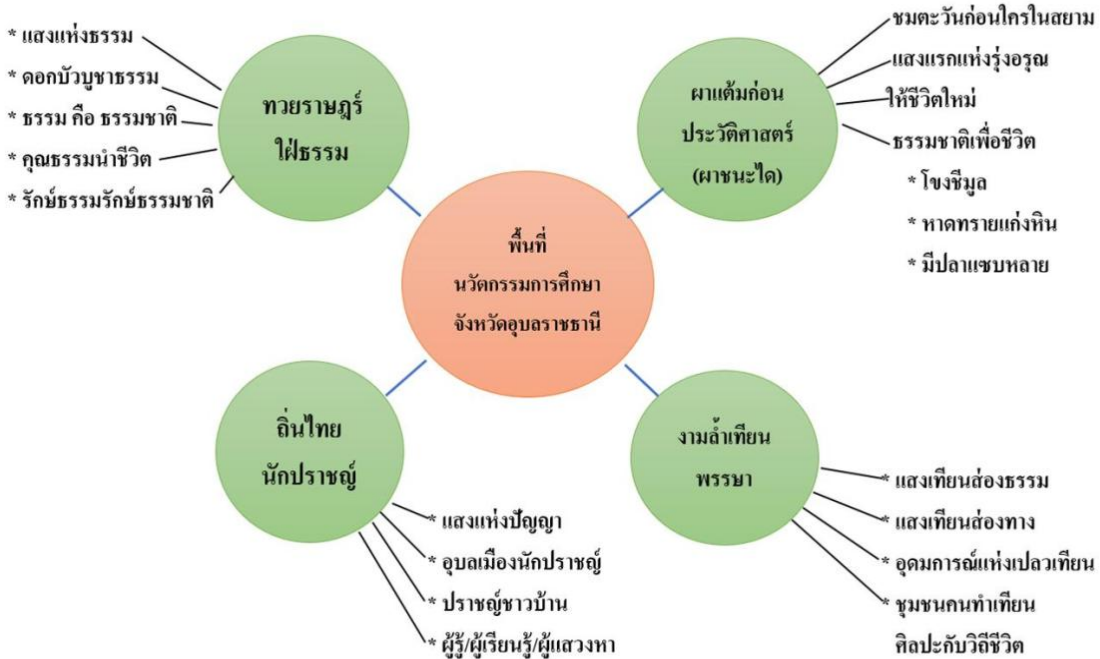 * แสงแห่งธรรม
* ดอกบัวบูชาธรรม
* ธรรม คือ ธรรมชาติ
* คุณธรรมนำชีวิต
* รักษ์ธรรมรักษ์ธรรมชาติ
ทวยราษฎร์
ใฝ่ธรรม
ผาแต้มก่อน
ประวัติศาสตร์
(ผาชนะได)
ชมตะวันก่อนใครในสยาม
แสงแรกแห่งรุ่งอรุณ
ให้ชีวิตใหม่
ธรรมชาติเพื่อชีวิต
* โขงชีมูล
* หาดทรายแก่งหิน
* มีปลาแซบหลาย
พื้นที่
นวัตกรรมการศึกษา
จังหวัดอุบลราชธานี
ถิ่นไทย
นักปราชญ์
* แสงแห่งปัญญา
* อุบลเมืองนักปราชญ์
* ปราชญ์ชาวบ้าน
* ผู้รู้/ผู้เรียนรู้/ผู้แสวงหา
งามล้ำเทียน
พรรษา
* แสงเทียนส่องธรรม
* แสงเทียนส่องทาง
* อุดมการณ์แห่งเปลวเทียน
* ชุมชนคนทำเทียน
ศิลปะกับวิถีชีวิต